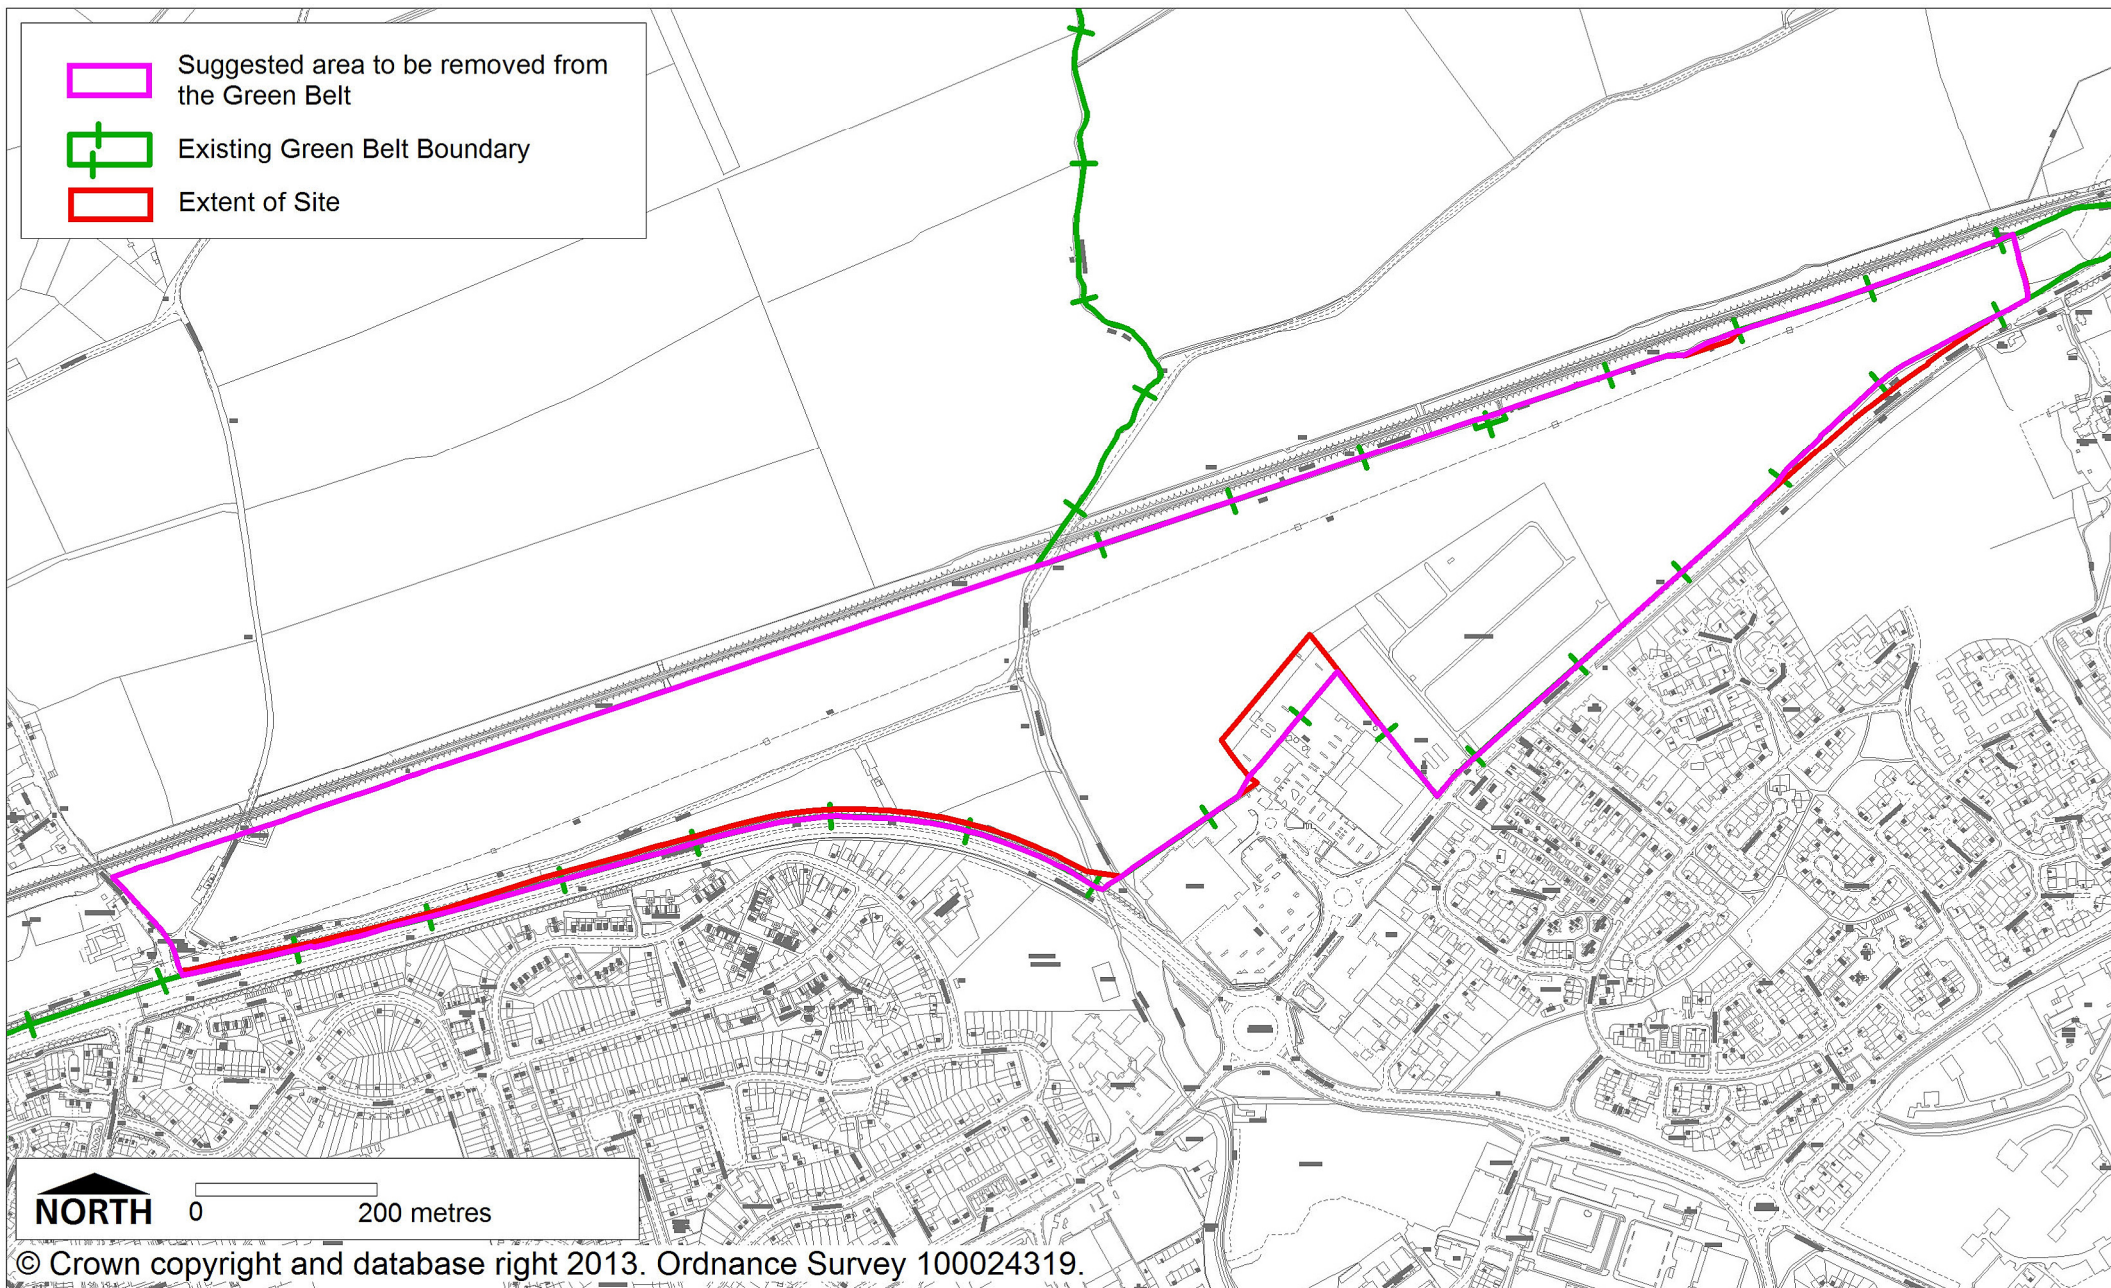 Suggested area to be removed from
the Green Belt
Existing Green Belt Boundary
Extent of Site
NORTH
0
200 metres
© Crown copyright and database right 2013. Ordnance Survey 100024319.